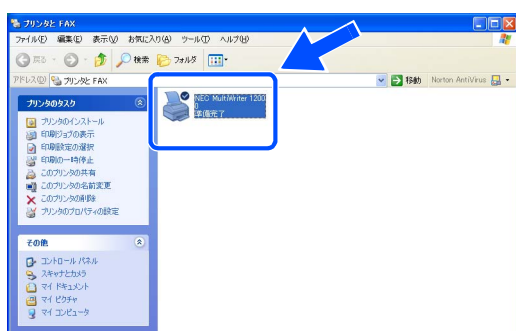 プリンタと FAX
ファイル(F) 編集(E) 表示(V) お気に入り(A) ツール(T) ヘルプ(H)
戻る 検索 フォルダ
アドレス(D) プリンタと FAX 移動 Norton AntiVirus
プリンタのタスク
プリンタのインストール
印刷ジョブの表示
印刷設定の選択
印刷の一時停止
このプリンタの共有
このプリンタの名前変更
このプリンタの削除
プリンタのプロパティの設定
NEC MultiWriter 1200
0
準備完了
その他
コントロール パネル
スキャナとカメラ
マイ ドキュメント
マイ ピクチャ
マイ コンピュータ